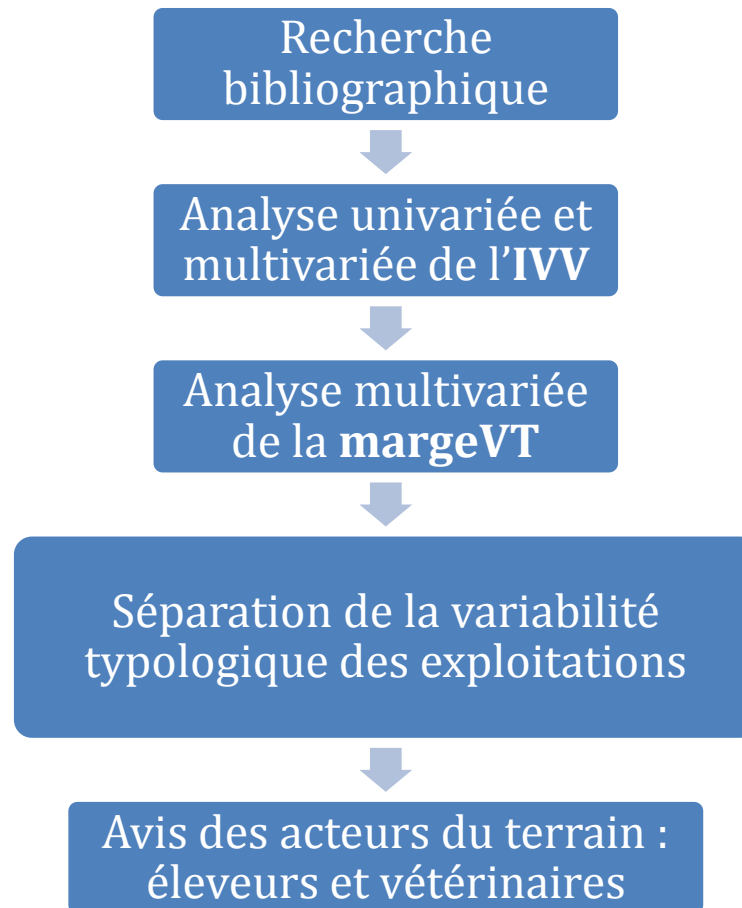 Recherche
bibliographique
Analyse univariée et
multivariée de l'IVV
Analyse multivariée
de la margeVT
Séparation de la variabilité
typologique des exploitations
Avis des acteurs du terrain :
éleveurs et vétérinaires